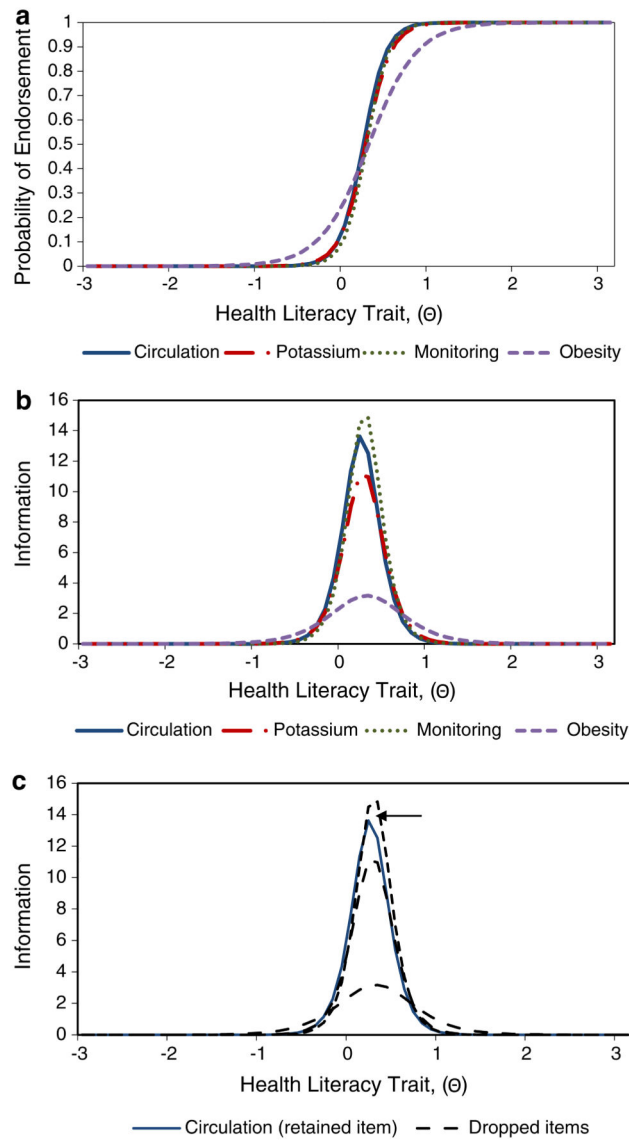 a
Probability of Endorsement
1
0.9
0.8
0.7
0.6
0.5
0.4
0.3
0.2
0.1
0
-3 -2 -1 0 1 2 3
Health Literacy Trait, (Θ)
Circulation Potassium Monitoring Obesity
b
Information
16
14
12
10
8
6
4
2
0
-3 -2 -1 0 1 2 3
Health Literacy Trait, (Θ)
Circulation Potassium Monitoring Obesity
c
Information
16
14
12
10
8
6
4
2
0
-3 -2 -1 0 1 2 3
Health Literacy Trait, (Θ)
Circulation (retained item) Dropped items